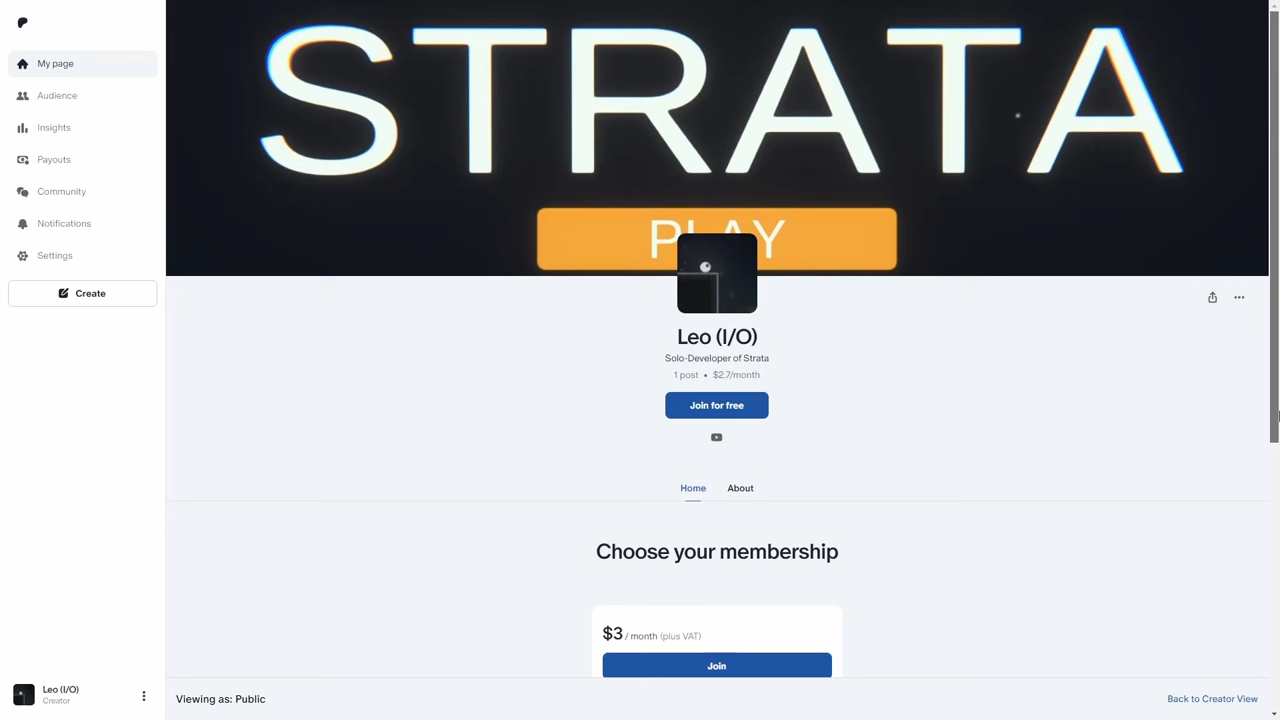 STRATA
PLAY
My page
Audience
Insights
Payouts
Community
Notifications
Settings
Create
Leo (I/O)
Solo-Developer of Strata
1 post • $2.7/month
Join for free
Home About
Choose your membership
$3 / month (plus VAT)
Join
Leo (I/O)
Creator
Viewing as: Public
Back to Creator View